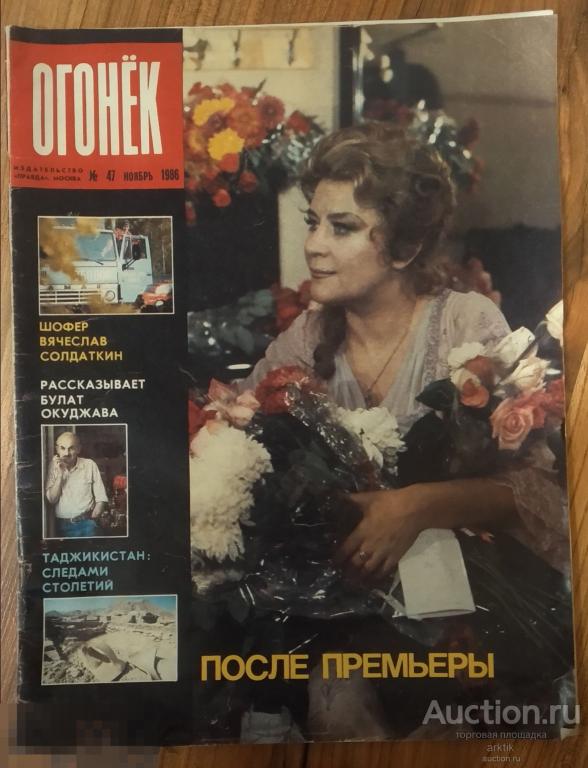 ОГОНЁК
ИЗДАТЕЛЬСТВО
«ПРАВДА». МОСКВА
№ 47 НОЯБРЬ 1986
ШОФЕР
ВЯЧЕСЛАВ
СОЛДАТКИН
РАССКАЗЫВАЕТ
БУЛАТ
ОКУДЖАВА
ТАДЖИКИСТАН:
СЛЕДАМИ
СТОЛЕТИЙ
ПОСЛЕ ПРЕМЬЕРЫ
Auction.ru
торговая площадка
arktik
auction.ru